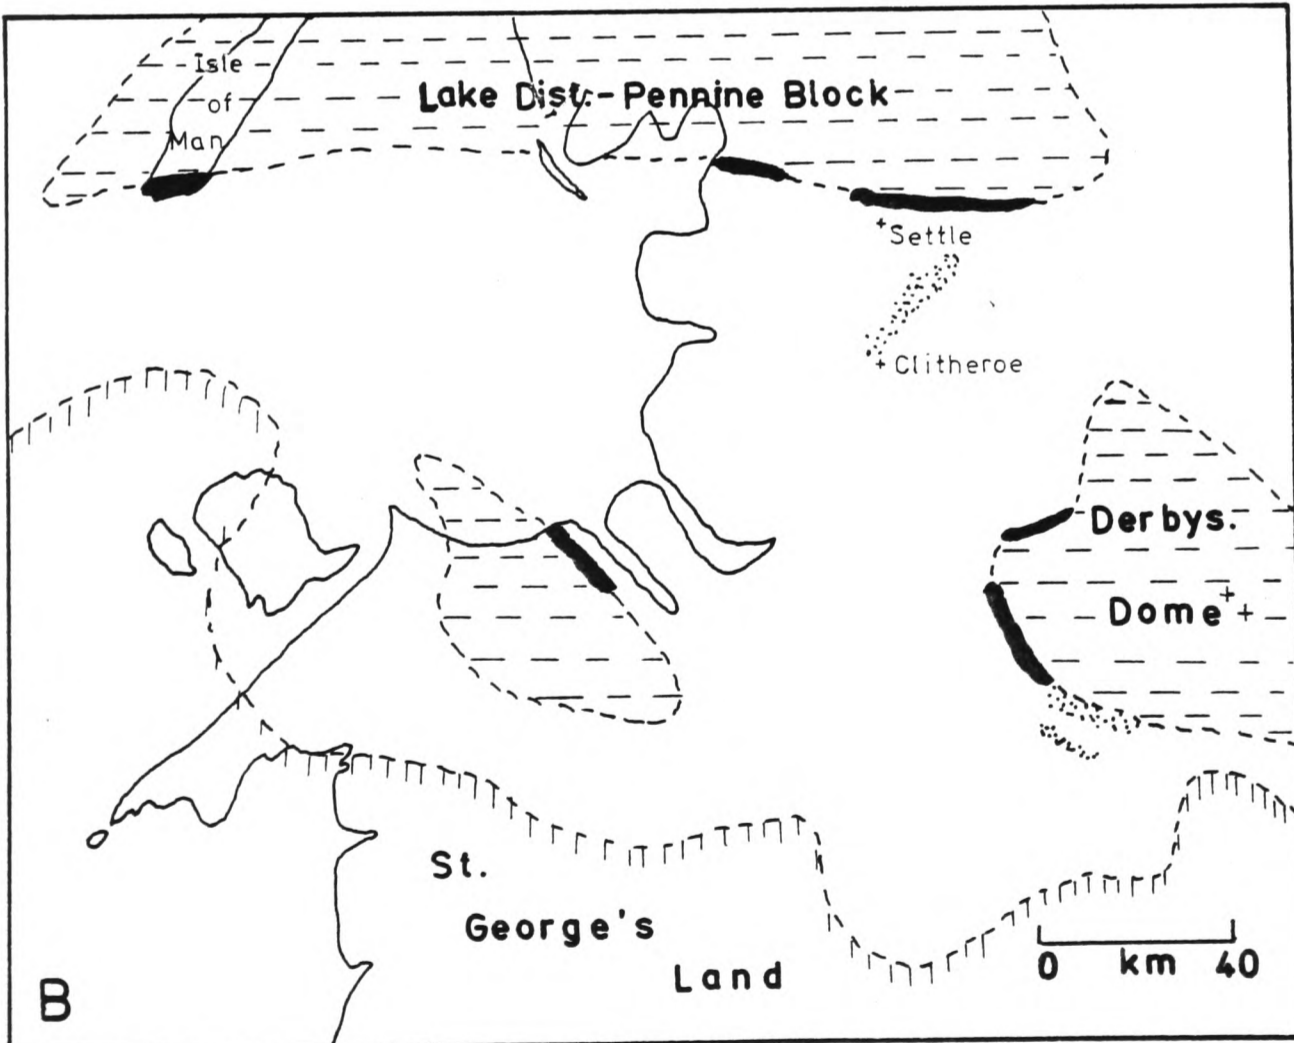 Isle
of
Man
Lake Dist.-Pennine Block
Settle
Clitheroe
Derbys.
Dome
St.
George's
Land
0 km 40
B